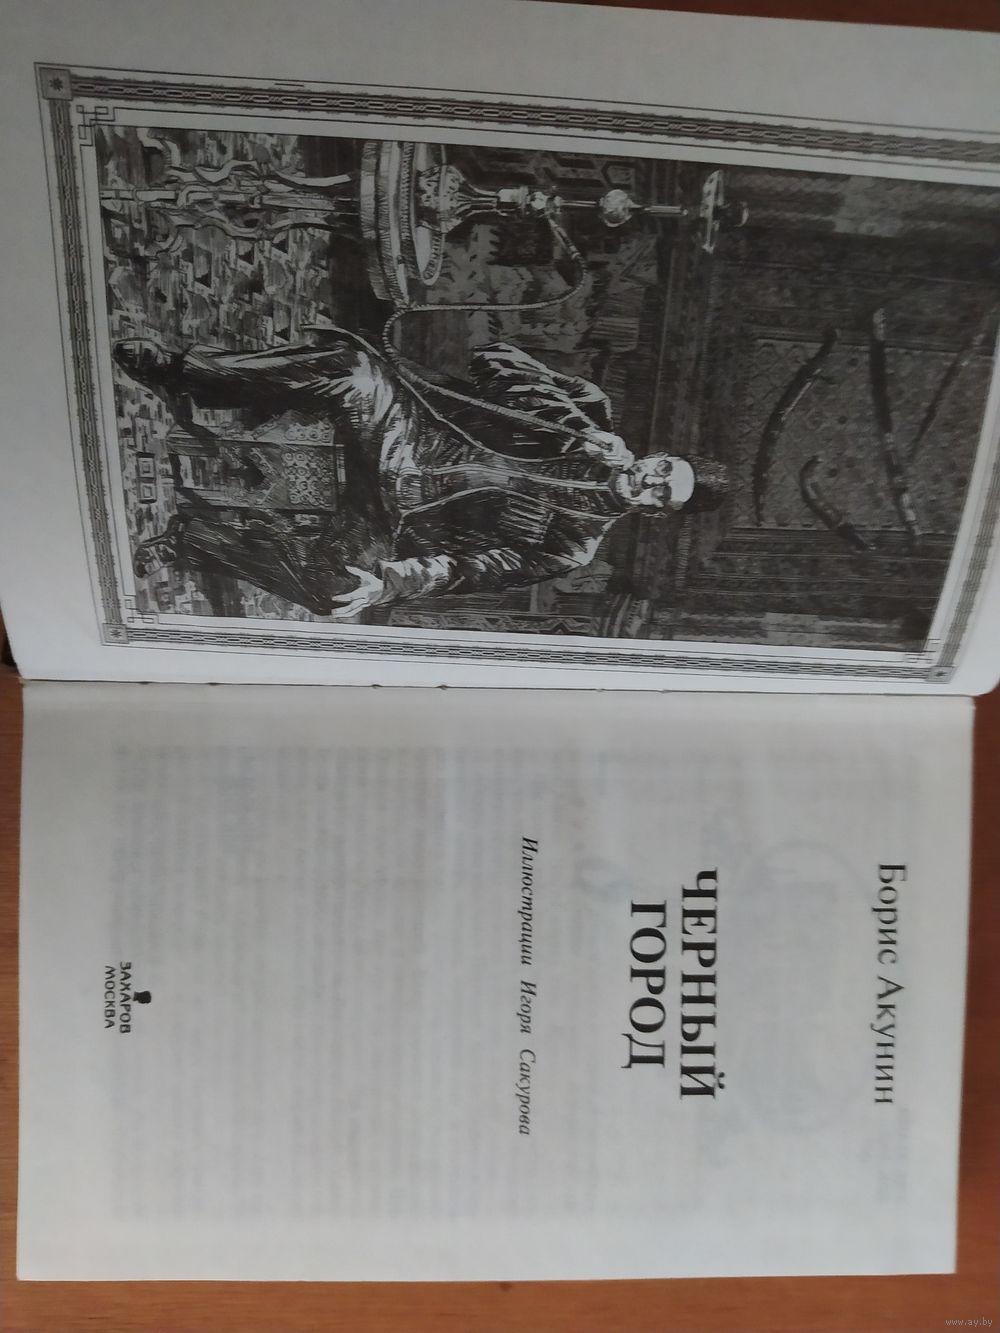 Борис Акунин
ЧЕРНЫЙ
ГОРОД
Иллюстрации Игоря Сакурова
ЗАХАРОВ
МОСКВА
www.ay.by